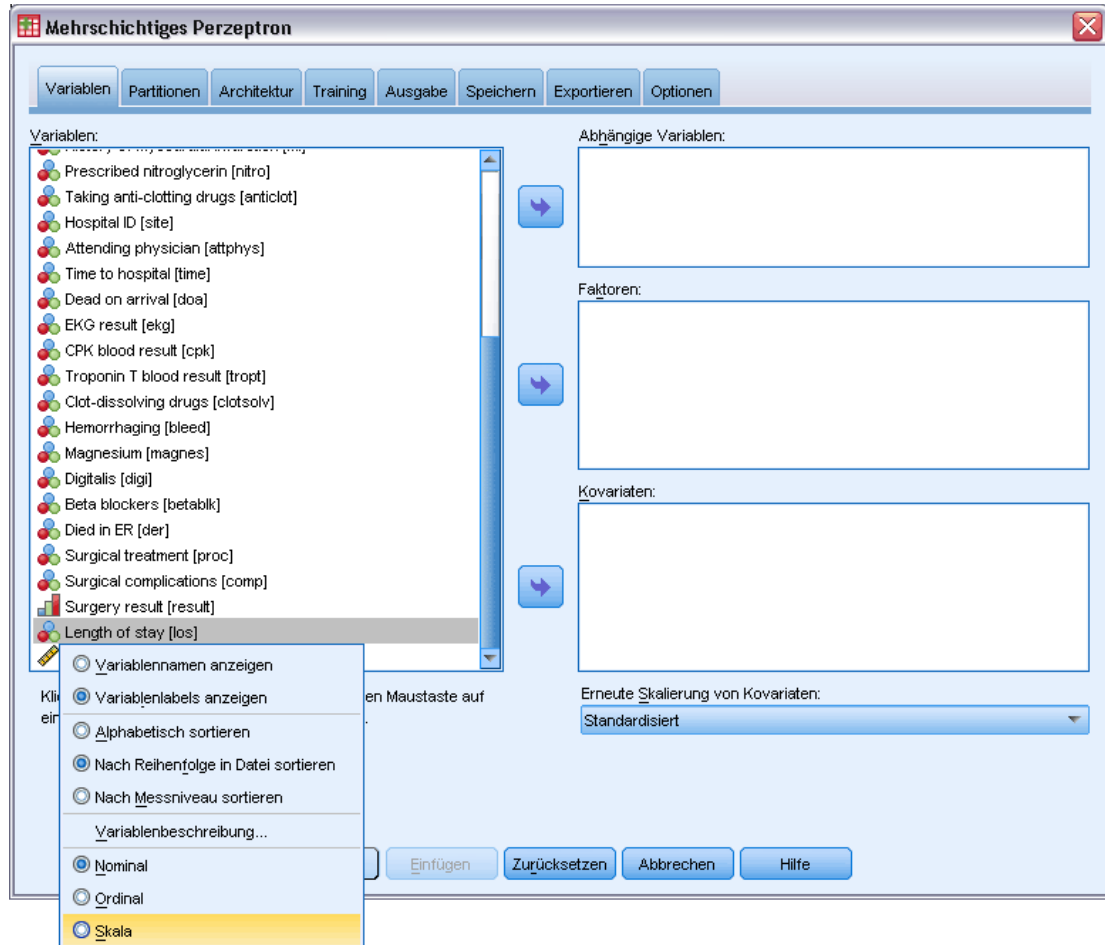 Mehrschichtiges Perzeptron
Variablen Partitionen Architektur Training Ausgabe Speichern Exportieren Optionen
Variablen:
Prescribed nitroglycerin [nitro]
Taking anti-clotting drugs [anticlot]
Hospital ID [site]
Attending physician [attphys]
Time to hospital [time]
Dead on arrival [doa]
EKG result [ekg]
CPK blood result [cpk]
Troponin T blood result [tropt]
Clot-dissolving drugs [clotsolv]
Hemorrhaging [bleed]
Magnesium [magnes]
Digitalis [digi]
Beta blockers [betablk]
Died in ER [der]
Surgical treatment [proc]
Surgical complications [comp]
Surgery result [result]
Length of stay [los]
Abhängige Variablen:
Faktoren:
Kovariaten:
Erneute Skalierung von Kovariaten:
Standardisiert
en Maustaste auf
Variablennamen anzeigen
Variablenlabels anzeigen
Alphabetisch sortieren
Nach Reihenfolge in Datei sortieren
Nach Messniveau sortieren
Variablenbeschreibung...
Nominal
Ordinal
Skala
Einfügen Zurücksetzen Abbrechen Hilfe